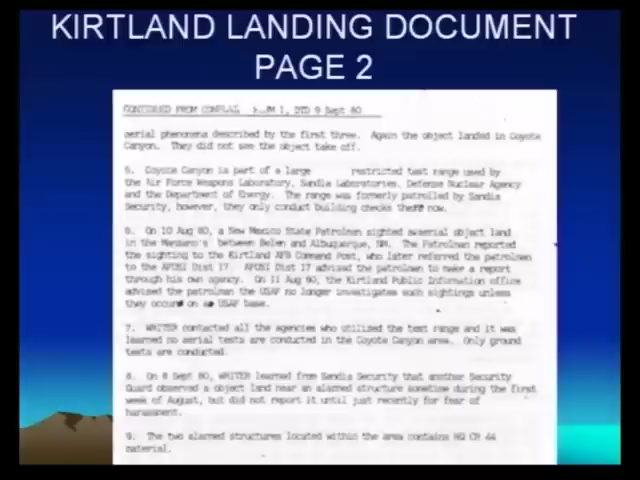 KIRTLAND LANDING DOCUMENT
PAGE 2
CONTINUED FROM COMPLAINT FORM 1, DTD 9 Sept 80
aerial phenomena described by the first three. Again the object landed in Coyote
Canyon. They did not see the object take off.
5. Coyote Canyon is part of a large restricted test range used by
the Air Force Weapons Laboratory, Sandia Laboratories, Defense Nuclear Agency
and the Department of Energy. The range was formerly patrolled by Sandia
Security, however, they only conduct building checks there now.
6. On 10 Aug 80, a New Mexico State Patrolman sighted aerial object land
in the Manzano's between Belen and Albuquerque, NM. The Patrolman reported
the sighting to the Kirtland AFB Command Post, who later referred the patrolman
to the AFOSI Dist 17. AFOSI Dist 17 advised the patrolman to make a report
through his own agency. On 11 Aug 80, the Kirtland Public Information office
advised the patrolman the USAF no longer investigates such sightings unless
they occur on USAF base.
7. WRITER contacted all the agencies who utilized the test range and it was
learned no aerial tests are conducted in the Coyote Canyon area. Only ground
tests are conducted.
8. On 8 Sept 80, WRITER learned from Sandia Security that another Security
Guard observed a object land near an alarmed structure sometime during the first
week of August, but did not report it until just recently for fear of
harassment.
9. The two alarmed structures located within the area contains HQ CR 44
material.